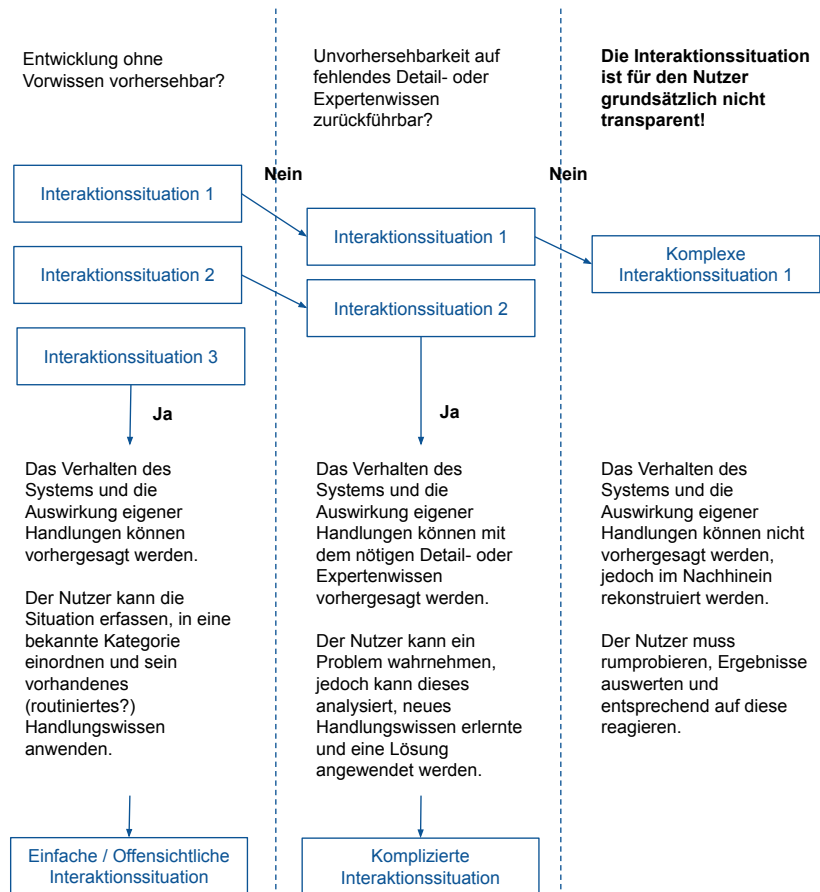 Entwicklung ohne
Vorwissen vorhersehbar?
Unvorhersehbarkeit auf
fehlendes Detail- oder
Expertenwissen
zurückführbar?
Die Interaktionssituation
ist für den Nutzer
grundsätzlich nicht
transparent!
Nein
Nein
Interaktionssituation 1
Interaktionssituation 2
Interaktionssituation 3
Interaktionssituation 1
Interaktionssituation 2
Komplexe
Interaktionssituation 1
Ja
Ja
Das Verhalten des
Systems und die
Auswirkung eigener
Handlungen können
vorhergesagt werden.
Der Nutzer kann die
Situation erfassen, in eine
bekannte Kategorie
einordnen und sein
vorhandenes
(routiniertes?)
Handlungswissen
anwenden.
Das Verhalten des
Systems und die
Auswirkung eigener
Handlungen können mit
dem nötigen Detail- oder
Expertenwissen
vorhergesagt werden.
Der Nutzer kann ein
Problem wahrnehmen,
jedoch kann dieses
analysiert, neues
Handlungswissen erlernte
und eine Lösung
angewendet werden.
Das Verhalten des
Systems und die
Auswirkung eigener
Handlungen können nicht
vorhergesagt werden,
jedoch im Nachhinein
rekonstruiert werden.
Der Nutzer muss
rumprobieren, Ergebnisse
auswerten und
entsprechend auf diese
reagieren.
Einfache / Offensichtliche
Interaktionssituation
Komplizierte
Interaktionssituation